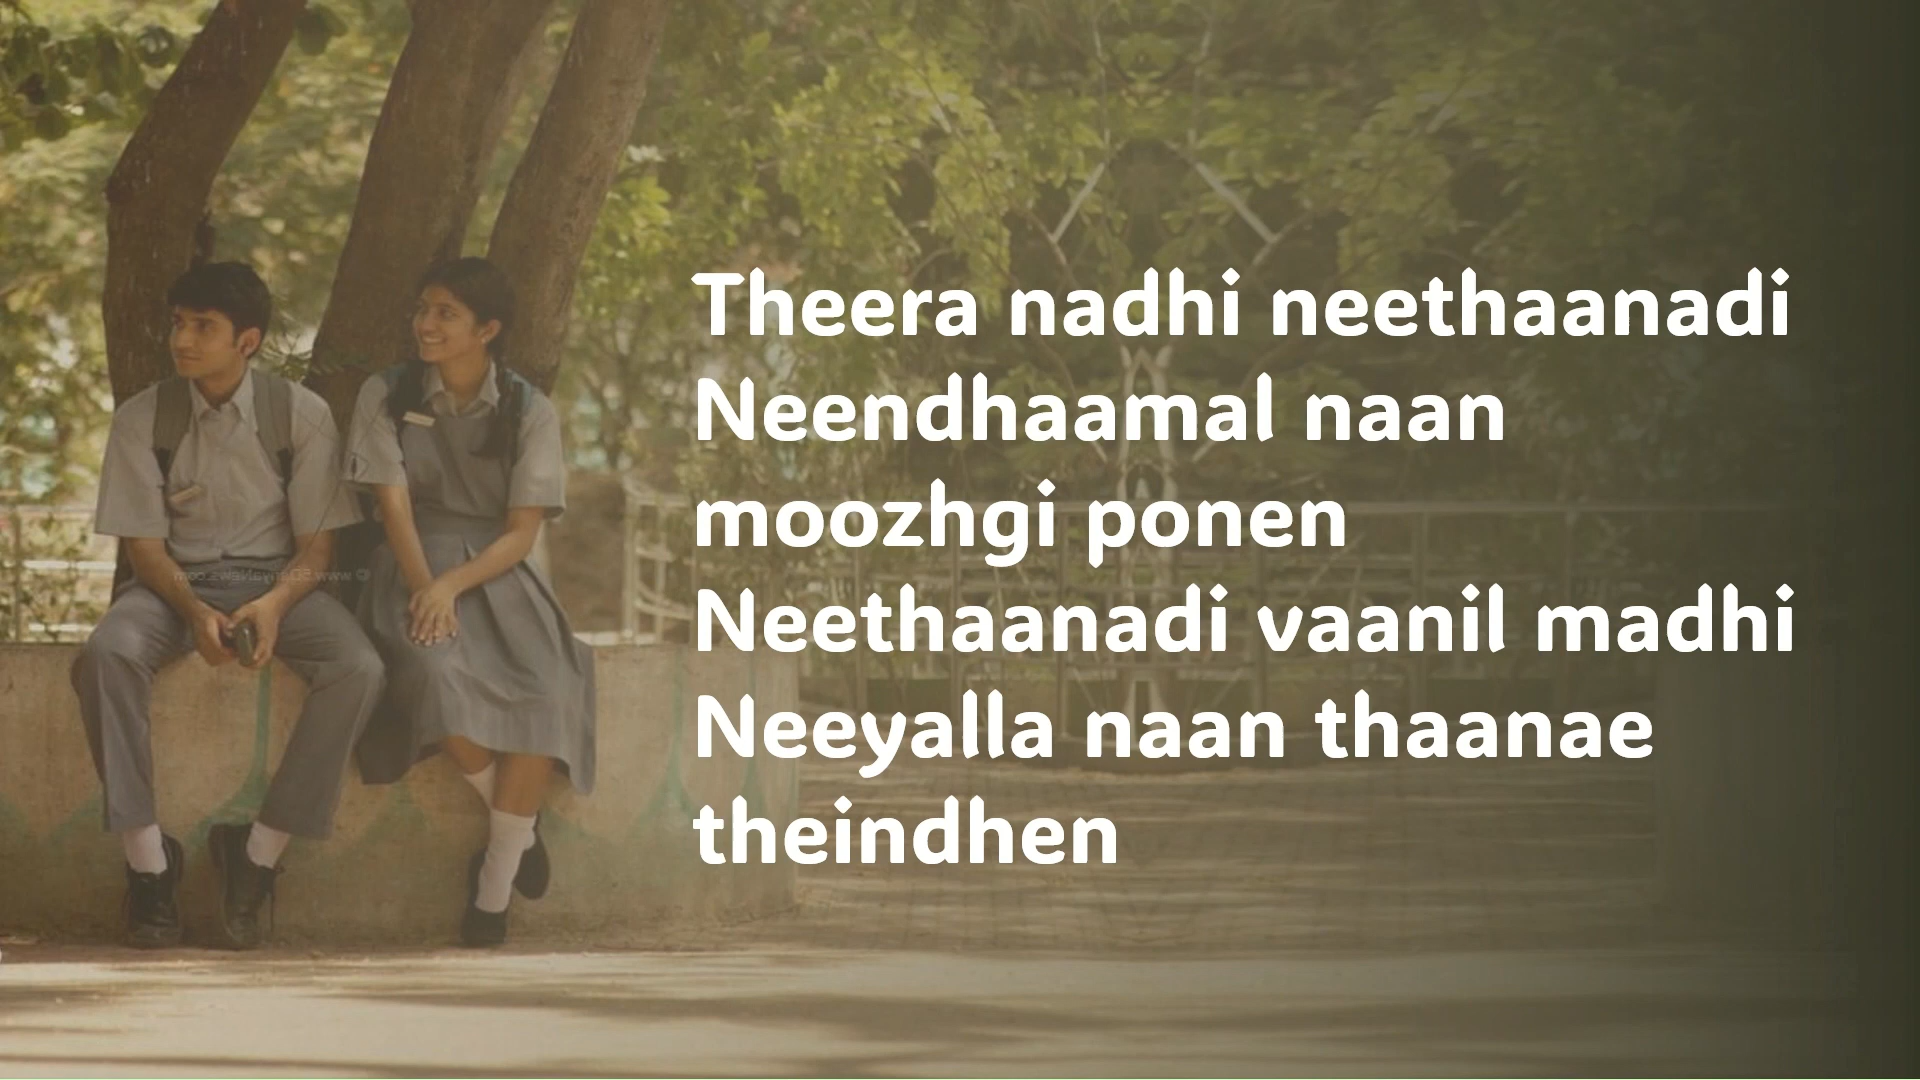 Theera nadhi neethaanadi
Neendhaamal naan
moozhgi ponen
Neethaanadi vaanil madhi
Neeyalla naan thaanae
theindhen